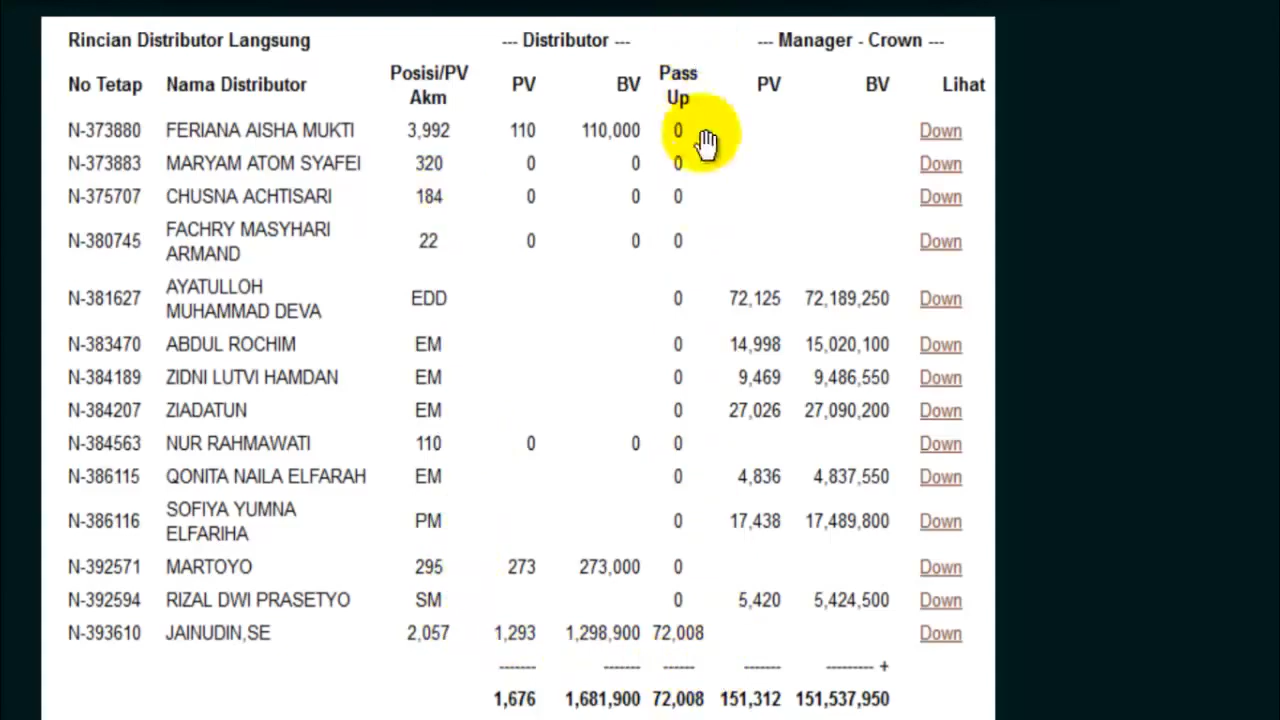 Rincian Distributor Langsung --- Distributor --- --- Manager - Crown ---
No Tetap Nama Distributor Posisi/PV Akm PV BV Pass Up PV BV Lihat
N-373880 FERIANA AISHA MUKTI 3,992 110 110,000 0 Down
N-373883 MARYAM ATOM SYAFEI 320 0 0 0 Down
N-375707 CHUSNA ACHTISARI 184 0 0 0 Down
N-380745 FACHRY MASYHARI ARMAND 22 0 0 0 Down
N-381627 AYATULLOH MUHAMMAD DEVA EDD 0 72,125 72,189,250 Down
N-383470 ABDUL ROCHIM EM 0 14,998 15,020,100 Down
N-384189 ZIDNI LUTVI HAMDAN EM 0 9,469 9,486,550 Down
N-384207 ZIADATUN EM 0 27,026 27,090,200 Down
N-384563 NUR RAHMAWATI 110 0 0 0 Down
N-386115 QONITA NAILA ELFARAH EM 0 4,836 4,837,550 Down
N-386116 SOFIYA YUMNA ELFARIHA PM 0 17,438 17,489,800 Down
N-392571 MARTOYO 295 273 273,000 0 Down
N-392594 RIZAL DWI PRASETYO SM 0 5,420 5,424,500 Down
N-393610 JAINUDIN,SE 2,057 1,293 1,298,900 72,008 Down
------- ------- ------ ------- --------- +
1,676 1,681,900 72,008 151,312 151,537,950